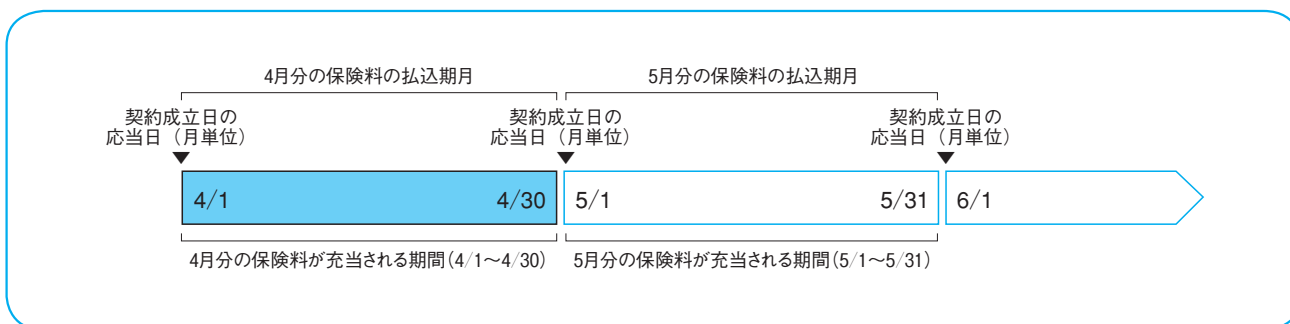 4月分の保険料の払込期月
5月分の保険料の払込期月
契約成立日の
応当日（月単位）
契約成立日の
応当日（月単位）
契約成立日の
応当日（月単位）
4/1
4/30
5/1
5/31
6/1
4月分の保険料が充当される期間（4/1～4/30）
5月分の保険料が充当される期間（5/1～5/31）